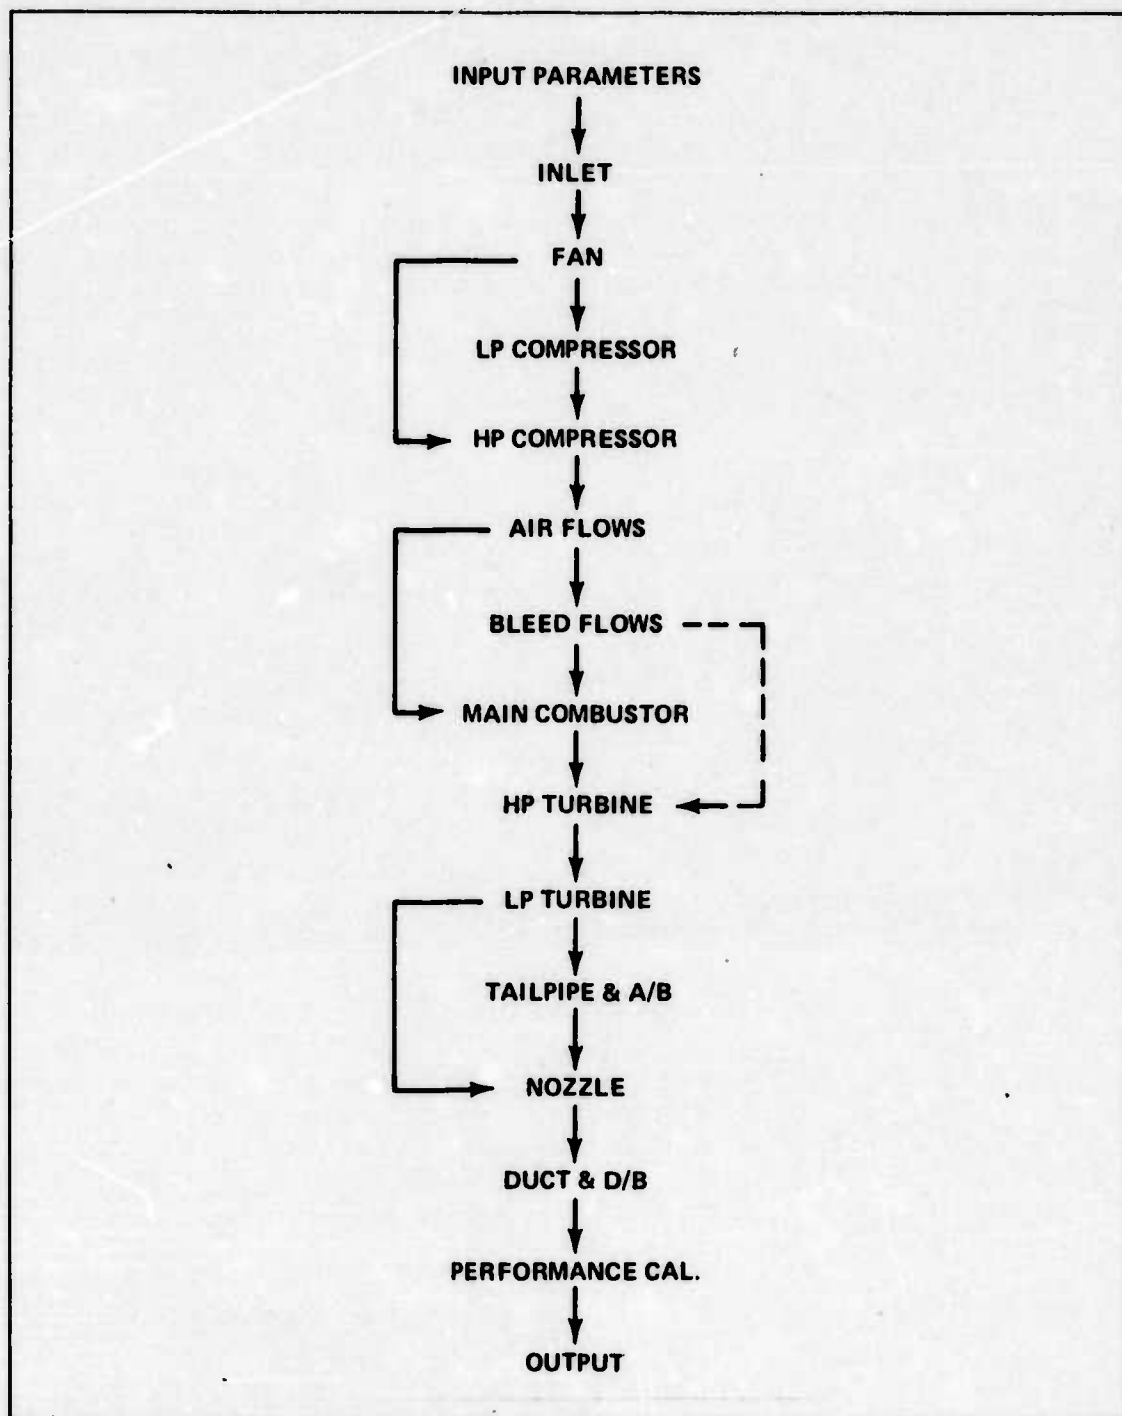 INPUT PARAMETERS
INLET
FAN
LP COMPRESSOR
HP COMPRESSOR
AIR FLOWS
BLEED FLOWS
MAIN COMBUSTOR
HP TURBINE
LP TURBINE
TAILPIPE & A/B
NOZZLE
DUCT & D/B
PERFORMANCE CAL.
OUTPUT